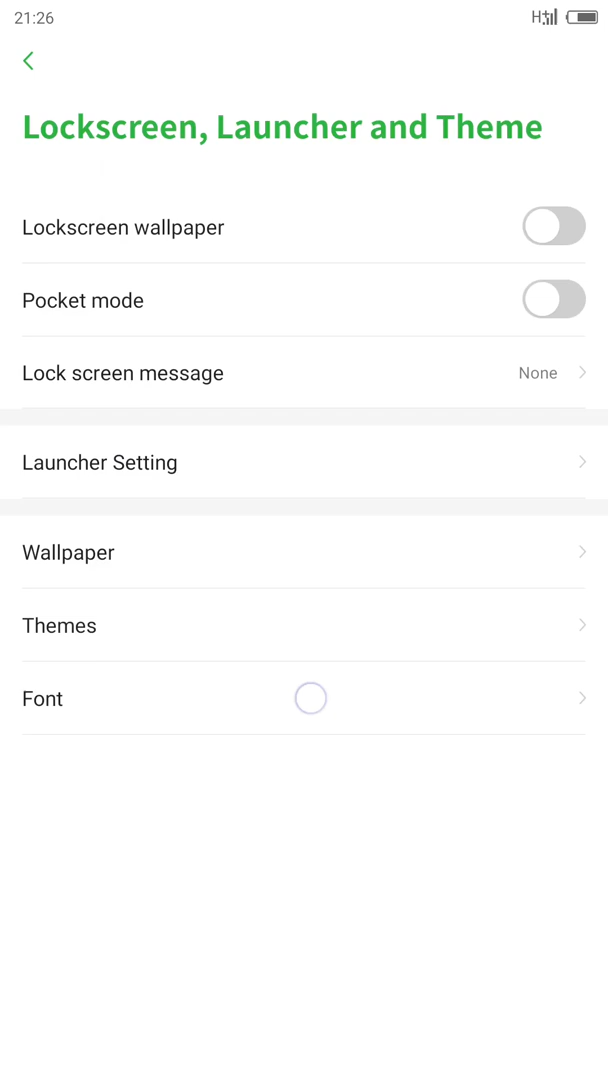 21:26
H+
Lockscreen, Launcher and Theme
Lockscreen wallpaper
Pocket mode
Lock screen message None
Launcher Setting
Wallpaper
Themes
Font